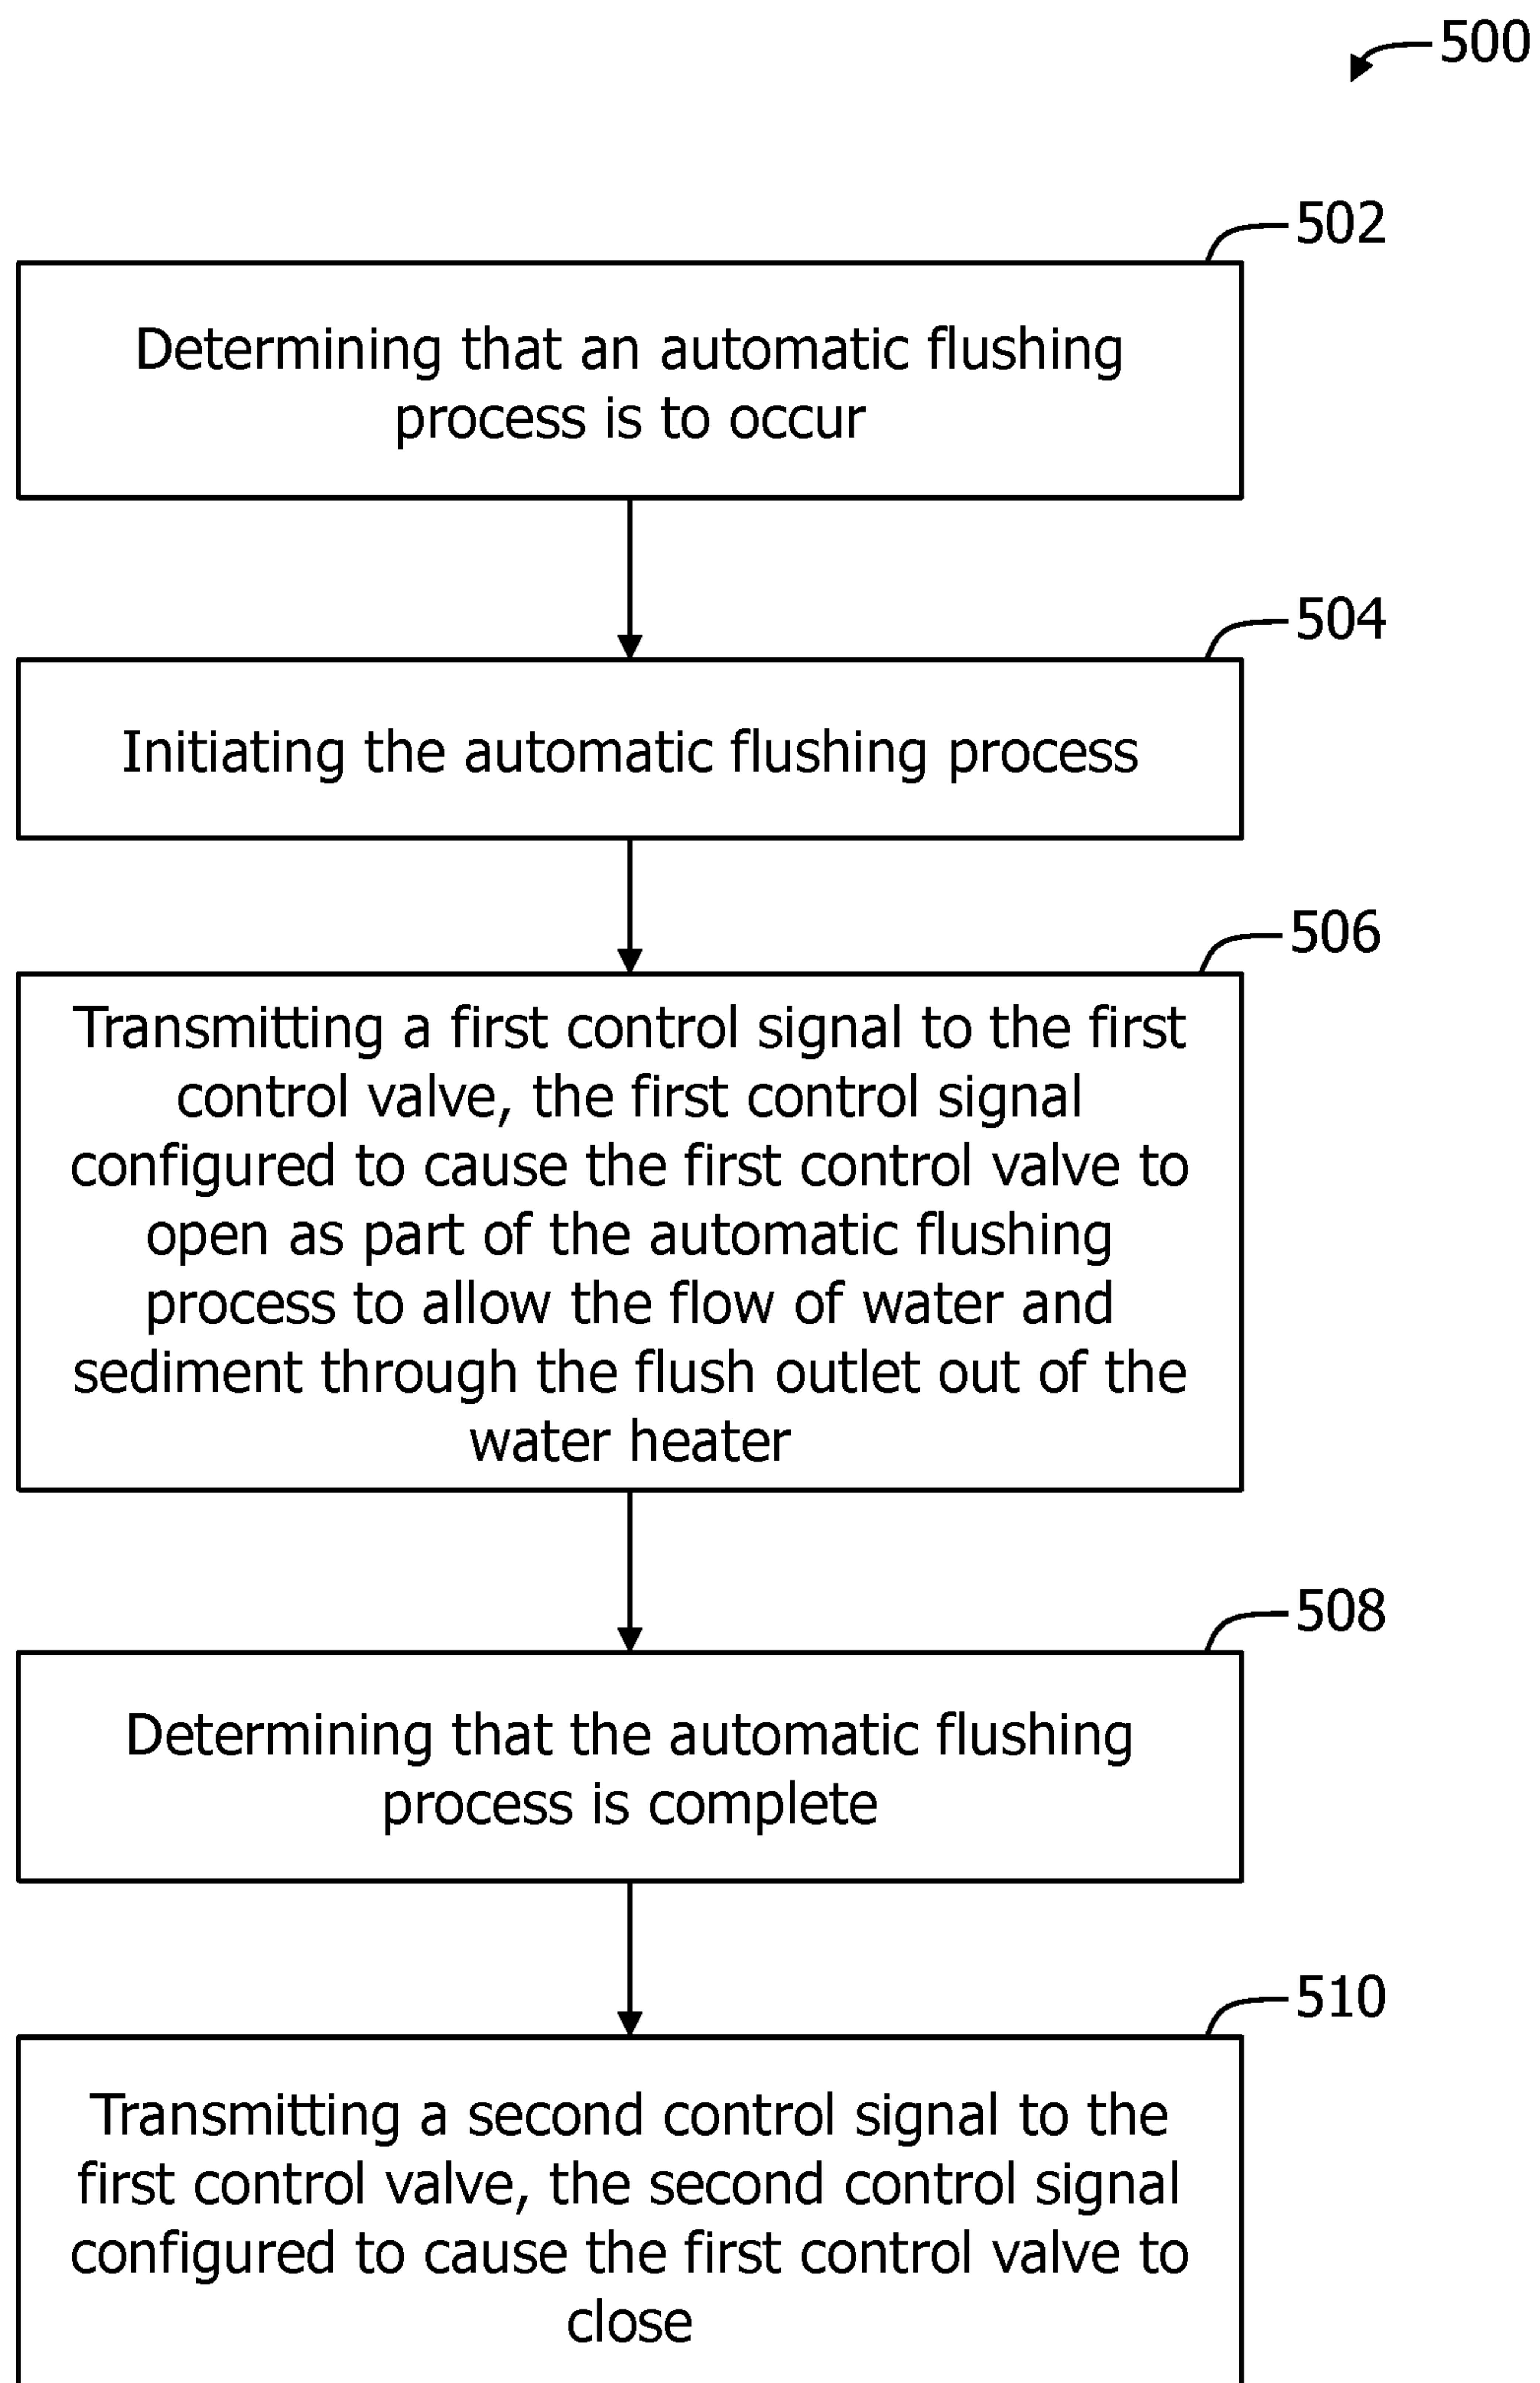 500
502
Determining that an automatic flushing
process is to occur
504
Initiating the automatic flushing process
506
Transmitting a first control signal to the first
control valve, the first control signal
configured to cause the first control valve to
open as part of the automatic flushing
process to allow the flow of water and
sediment through the flush outlet out of the
water heater
508
Determining that the automatic flushing
process is complete
510
Transmitting a second control signal to the
first control valve, the second control signal
configured to cause the first control valve to
close